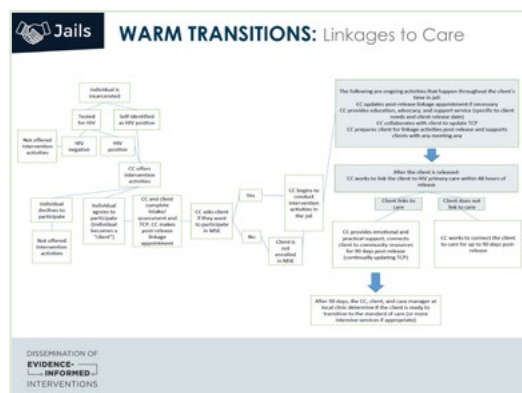 Jails
WARM TRANSITIONS: Linkages to Care
Individual is
incarcerated
Tested
for HIV
Self-identified
as HIV positive
Not offered
intervention
activities
HIV
negative
HIV
positive
CC offers
intervention
activities
Individual
declines to
participate
Not offered
intervention
activities
Individual
agrees to
participate
(individual
becomes a
"client")
CC and client
complete
intake/
assessment and
TCP; CC makes
post-release
linkage
appointment
CC asks client
if they want
to participate
in MSE
Yes
No
CC begins to
conduct
intervention
activities in
the jail
Client is
not
enrolled in
MSE
The following are ongoing activities that happen throughout the client's
time in jail:
CC updates post-release linkage appointment if necessary
CC provides education, advocacy, and support service (specific to
client needs and client release date)
CC collaborates with client to update TCP
CC prepares client for linkage activities post-release and supports
clients with any meeting any
After the client is released:
CC works to link the client to HIV primary care within 48 hours of
release
Client links to
care
Client does not
link to care
CC provides emotional and
practical support, connects
client to community resources
for 90 days post-release
(continually updating TCP)
CC works to connect the client
to care for up to 90 days post-
release
After 90 days, the CC, client, and case manager at
local clinic determine if the client is ready to
transition to the standard of care (or more
intensive services if appropriate)
DISSEMINATION OF
EVIDENCE-
INFORMED
INTERVENTIONS